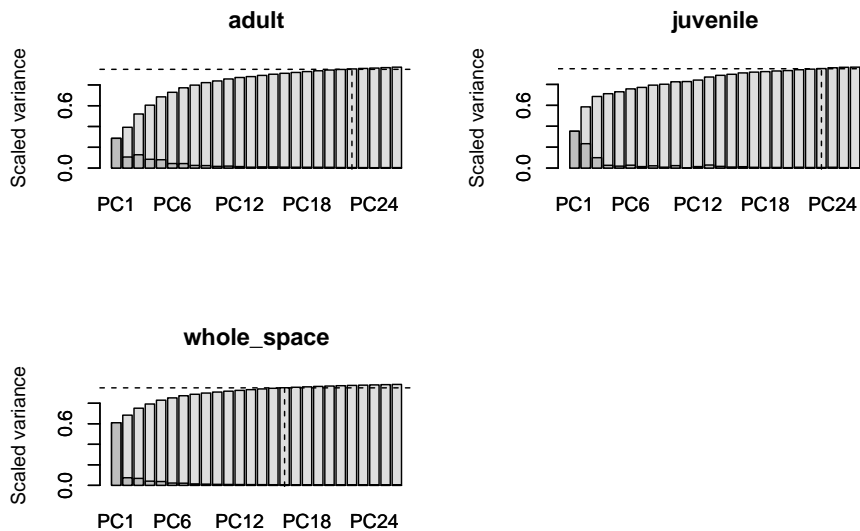 adult
Scaled variance
0.6
0.0
PC1 PC6 PC12 PC18 PC24
juvenile
Scaled variance
0.6
0.0
PC1 PC6 PC12 PC18 PC24
whole_space
Scaled variance
0.6
0.0
PC1 PC6 PC12 PC18 PC24